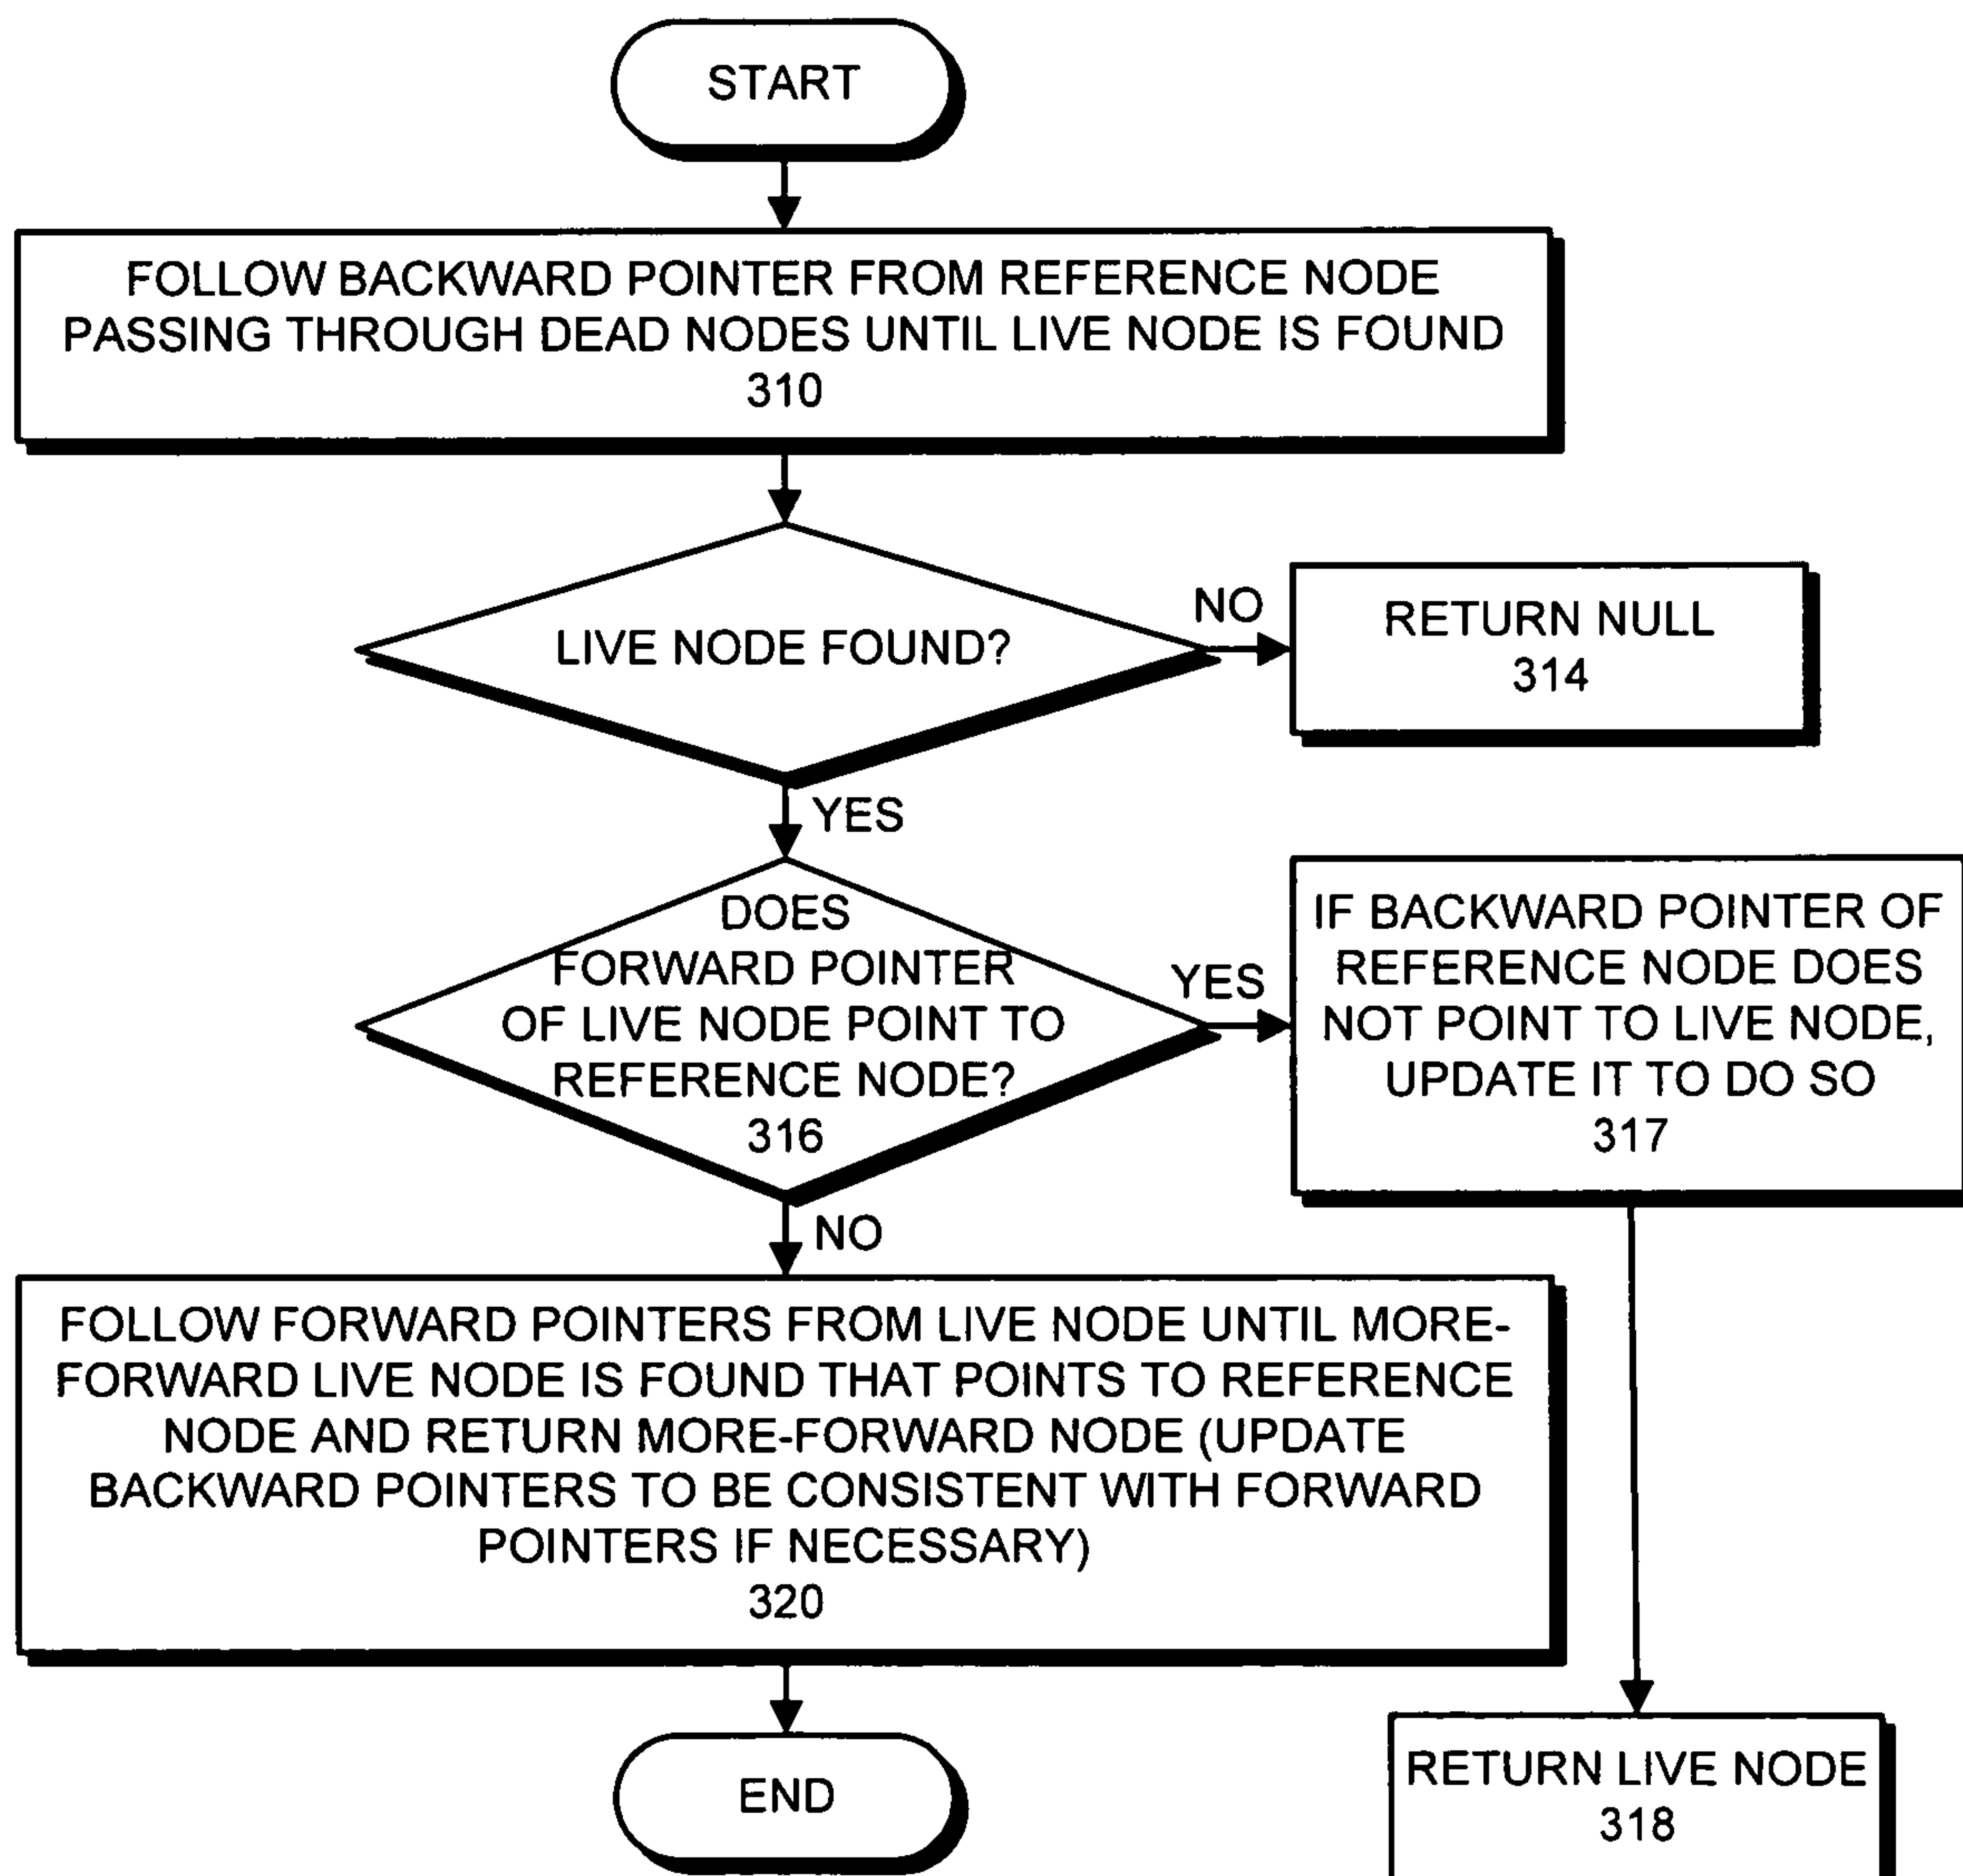 START
FOLLOW BACKWARD POINTER FROM REFERENCE NODE
PASSING THROUGH DEAD NODES UNTIL LIVE NODE IS FOUND
310
LIVE NODE FOUND?
NO
RETURN NULL
314
YES
DOES
FORWARD POINTER
OF LIVE NODE POINT TO
REFERENCE NODE?
316
YES
IF BACKWARD POINTER OF
REFERENCE NODE DOES
NOT POINT TO LIVE NODE,
UPDATE IT TO DO SO
317
NO
FOLLOW FORWARD POINTERS FROM LIVE NODE UNTIL MORE-
FORWARD LIVE NODE IS FOUND THAT POINTS TO REFERENCE
NODE AND RETURN MORE-FORWARD NODE (UPDATE
BACKWARD POINTERS TO BE CONSISTENT WITH FORWARD
POINTERS IF NECESSARY)
320
END
RETURN LIVE NODE
318